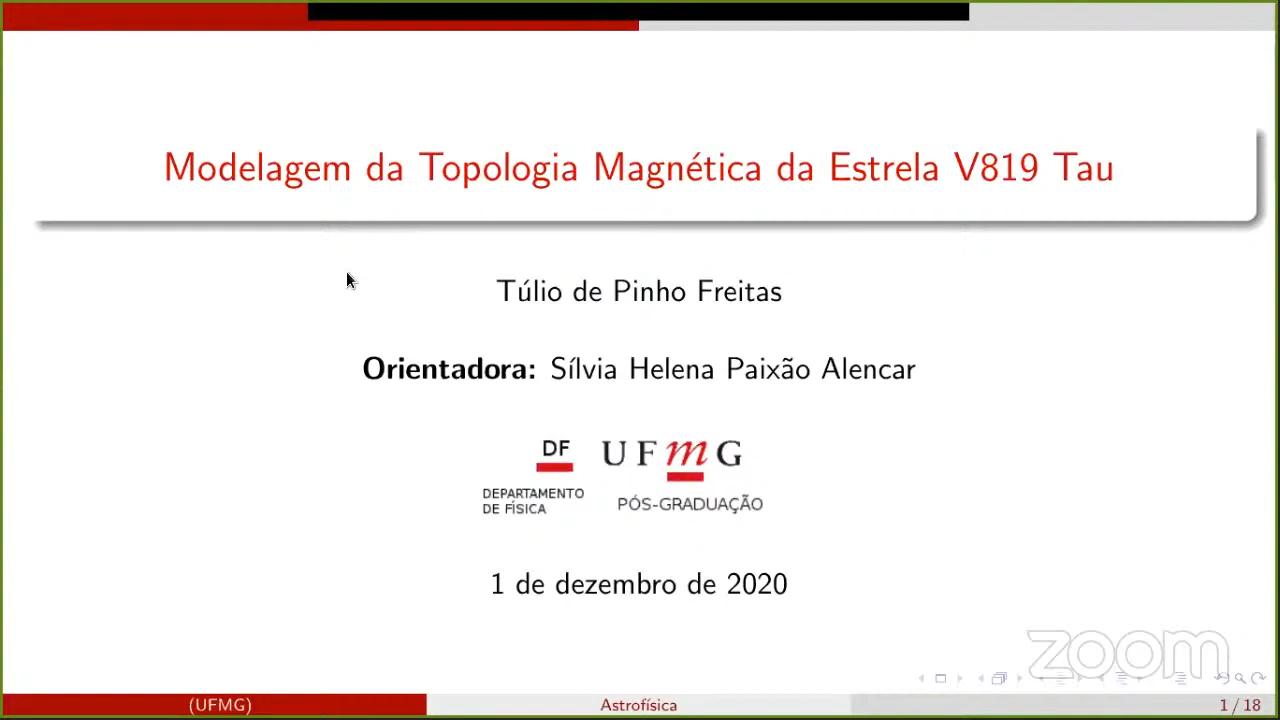 Modelagem da Topologia Magnética da Estrela V819 Tau
Túlio de Pinho Freitas
Orientadora: Sílvia Helena Paixão Alencar
DF
DEPARTAMENTO
DE FÍSICA
UFmG
PÓS-GRADUAÇÃO
1 de dezembro de 2020
zoom
(UFMG)
Astrofísica
1 / 18